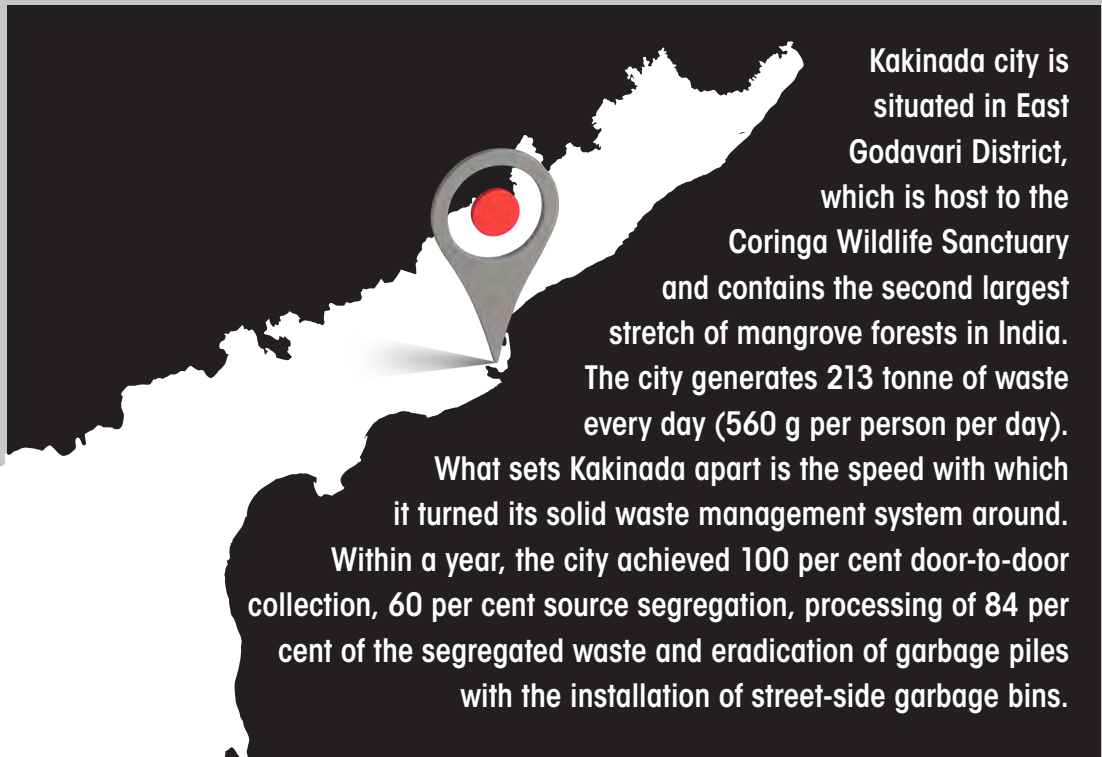 Kakinada city is
situated in East
Godavari District,
which is host to the
Coringa Wildlife Sanctuary
and contains the second largest
stretch of mangrove forests in India.
The city generates 213 tonne of waste
every day (560 g per person per day).
What sets Kakinada apart is the speed with which
it turned its solid waste management system around.
Within a year, the city achieved 100 per cent door-to-door
collection, 60 per cent source segregation, processing of 84 per
cent of the segregated waste and eradication of garbage piles
with the installation of street-side garbage bins.